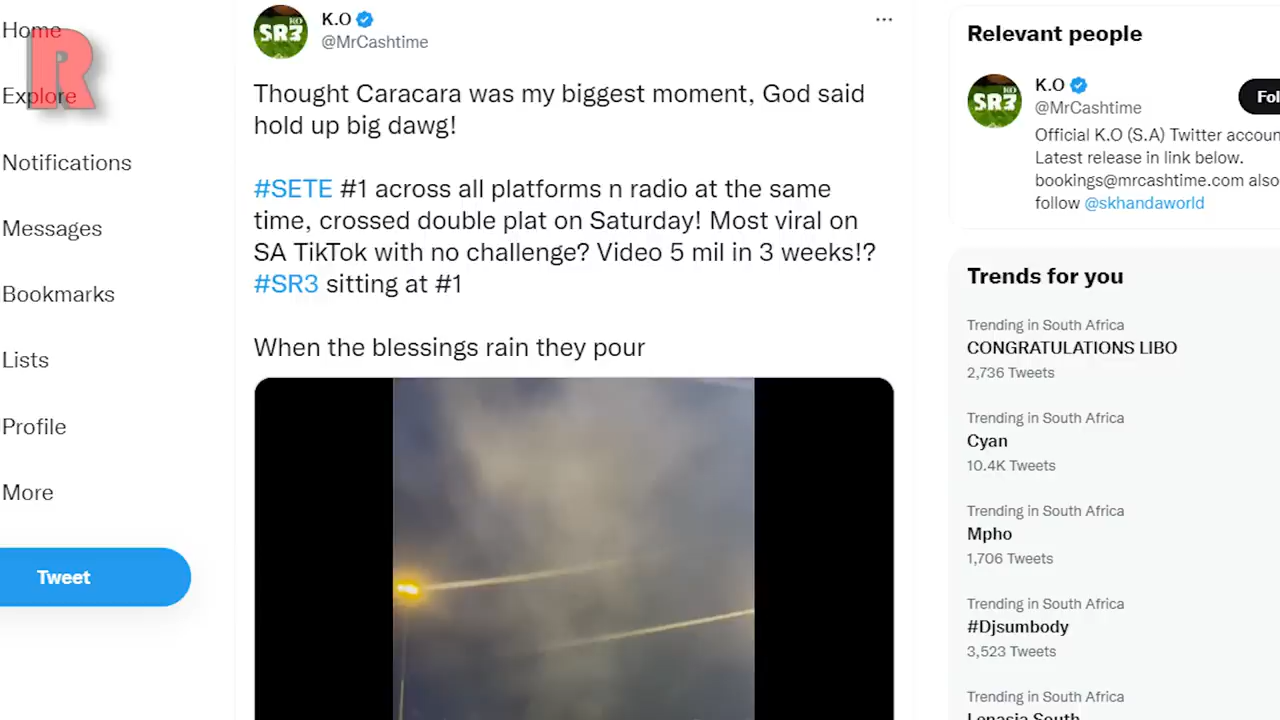 Home
Explore
Notifications
Messages
Bookmarks
Lists
Profile
More
Tweet
R
SR3
KO
K.O
@MrCashtime
Thought Caracara was my biggest moment, God said
hold up big dawg!
#SETE #1 across all platforms n radio at the same
time, crossed double plat on Saturday! Most viral on
SA TikTok with no challenge? Video 5 mil in 3 weeks!?
#SR3 sitting at #1
When the blessings rain they pour
Relevant people
SR3
KO
K.O
@MrCashtime
Fol
Official K.O (S.A) Twitter accoun
Latest release in link below.
bookings@mrcashtime.com also
follow @skhandaworld
Trends for you
Trending in South Africa
CONGRATULATIONS LIBO
2,736 Tweets
Trending in South Africa
Cyan
10.4K Tweets
Trending in South Africa
Mpho
1,706 Tweets
Trending in South Africa
#Djsumbody
3,523 Tweets
Trending in South Africa
Lenasia South